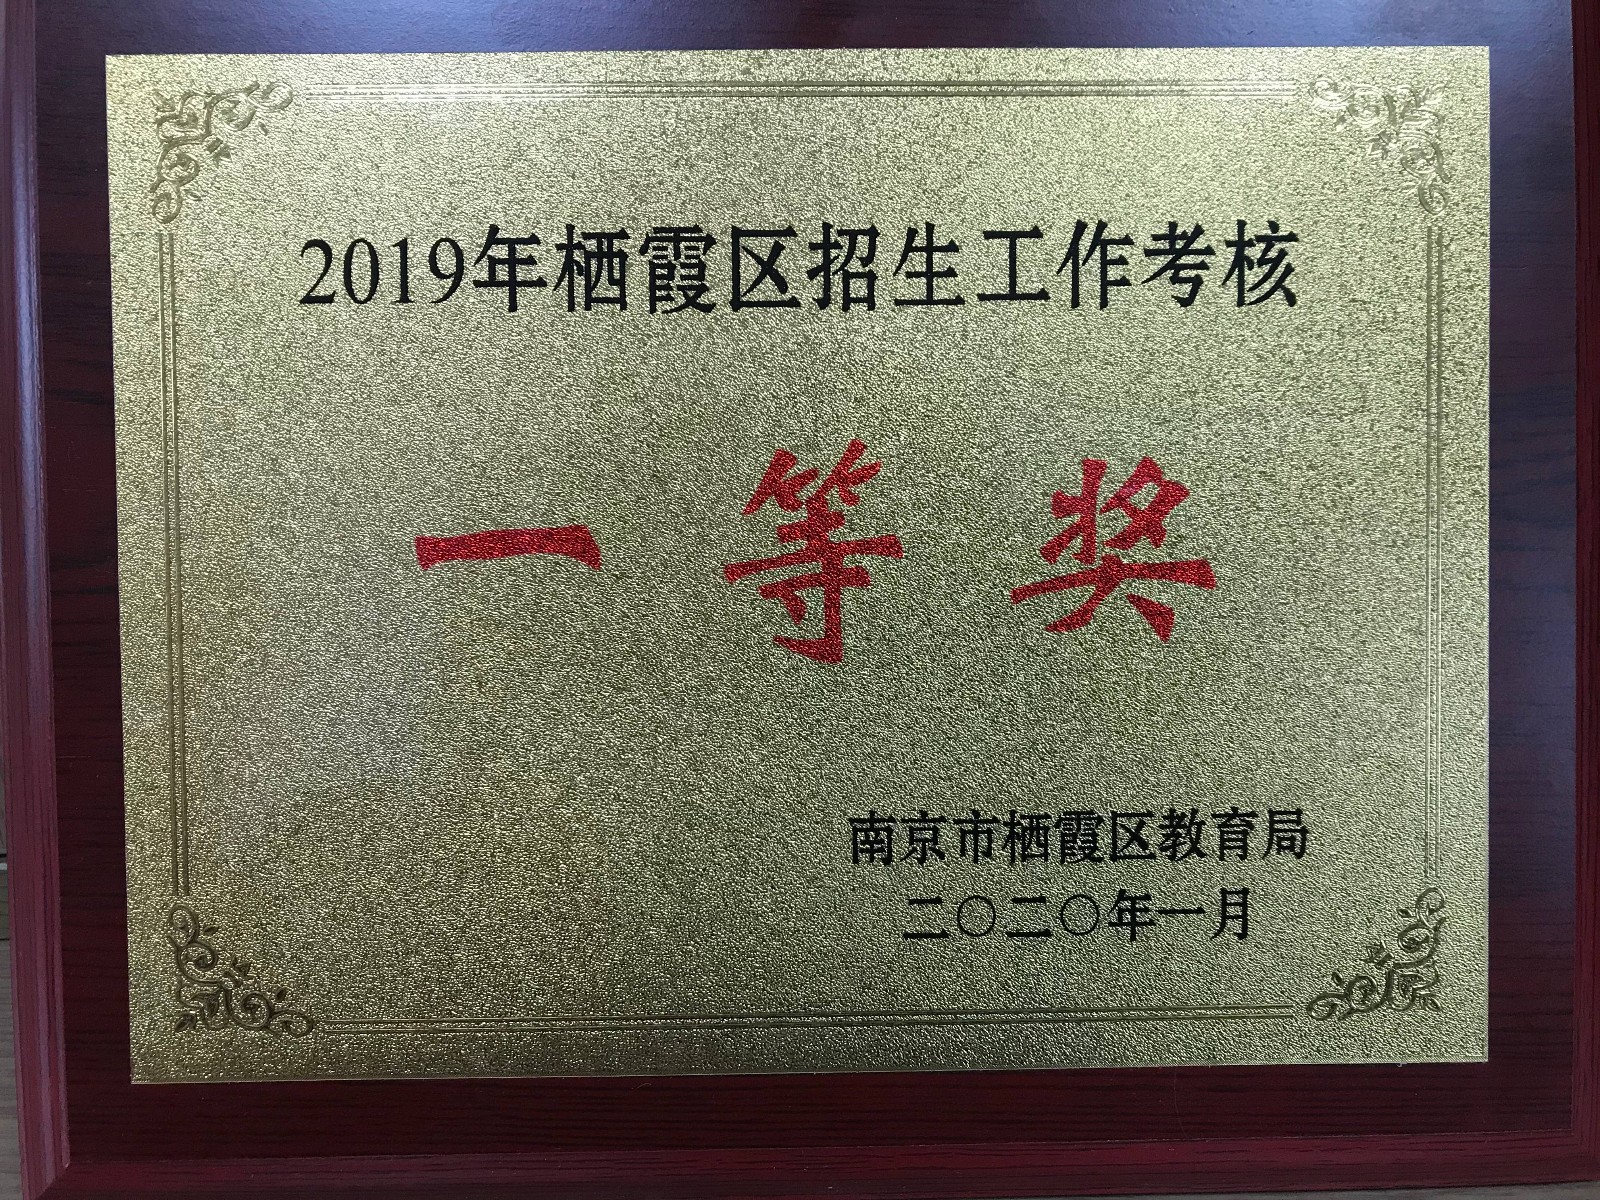 2019年栖霞区招生工作考核
一等奖
南京市栖霞区教育局
二〇二〇年一月